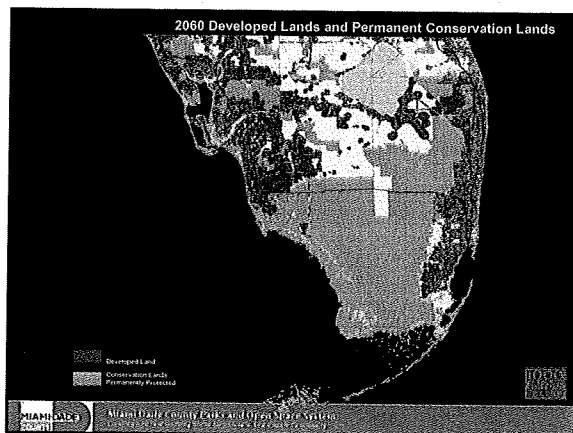 2060 Developed Lands and Permanent Conservation Lands
Developed Land
Conservation Lands
Permanently Protected
MIAMI-DADE
COUNTY
Miami Dade County Parks and Open Space System